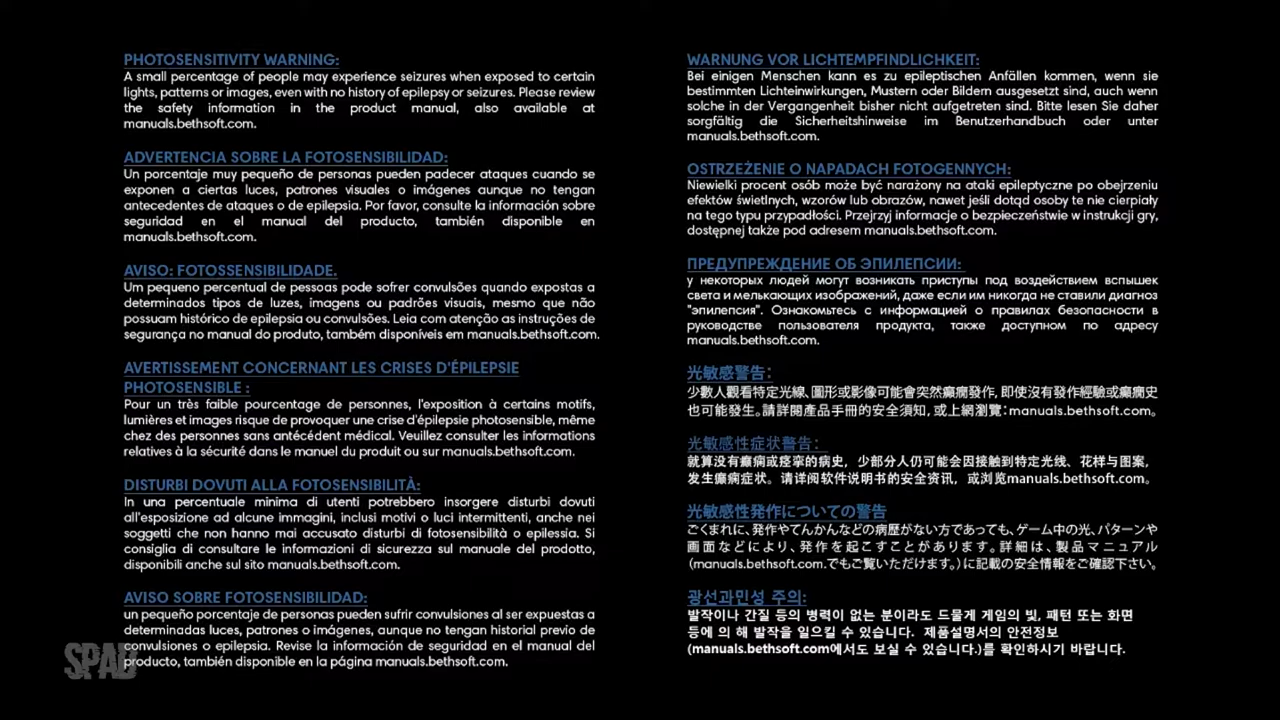 PHOTOSENSITIVITY WARNING:
A small percentage of people may experience seizures when exposed to certain
lights, patterns or images, even with no history of epilepsy or seizures. Please review
the safety information in the product manual, also available at
manuals.bethsoft.com.
ADVERTENCIA SOBRE LA FOTOSENSIBILIDAD:
Un porcentaje muy pequeño de personas pueden padecer ataques cuando se
exponen a ciertas luces, patrones visuales o imágenes aunque no tengan
antecedentes de ataques o de epilepsia. Por favor, consulte la información sobre
seguridad en el manual del producto, también disponible en
manuals.bethsoft.com.
AVISO: FOTOSSENSIBILIDADE.
Um pequeno percentual de pessoas pode sofrer convulsões quando expostas a
determinados tipos de luzes, imagens ou padrões visuais, mesmo que não
possuam histórico de epilepsia ou convulsões. Leia com atenção as instruções de
segurança no manual do produto, também disponíveis em manuals.bethsoft.com.
AVERTISSEMENT CONCERNANT LES CRISES D'ÉPILEPSIE
PHOTOSENSIBLE :
Pour un très faible pourcentage de personnes, l'exposition à certains motifs,
lumières et images risque de provoquer une crise d'épilepsie photosensible, même
chez des personnes sans antécédent médical. Veuillez consulter les informations
relatives à la sécurité dans le manuel du produit ou sur manuals.bethsoft.com.
DISTURBI DOVUTI ALLA FOTOSENSIBILITÀ:
In una percentuale minima di utenti potrebbero insorgere disturbi dovuti
all'esposizione ad alcune immagini, inclusi motivi o luci intermittenti, anche nei
soggetti che non hanno mai accusato disturbi di fotosensibilità o epilessia. Si
consiglia di consultare le informazioni di sicurezza sul manuale del prodotto,
disponibili anche sul sito manuals.bethsoft.com.
AVISO SOBRE FOTOSENSIBILIDAD:
un pequeño porcentaje de personas pueden sufrir convulsiones al ser expuestas a
determinadas luces, patrones o imágenes, aunque no tengan historial previo de
convulsiones o epilepsia. Revise la información de seguridad en el manual del
producto, también disponible en la página manuals.bethsoft.com.
SPAD
WARNUNG VOR LICHTEMPFINDLICHKEIT:
Bei einigen Menschen kann es zu epileptischen Anfällen kommen, wenn sie
bestimmten Lichteinwirkungen, Mustern oder Bildern ausgesetzt sind, auch wenn
solche in der Vergangenheit bisher nicht aufgetreten sind. Bitte lesen Sie daher
sorgfältig die Sicherheitshinweise im Benutzerhandbuch oder unter
manuals.bethsoft.com.
OSTRZEŻENIE O NAPADACH FOTOGENNYCH:
Niewielki procent osób może być narażony na ataki epileptyczne po obejrzeniu
efektów świetlnych, wzorów lub obrazów, nawet jeśli dotąd osoby te nie cierpiały
na tego typu przypadłości. Przejrzyj informacje o bezpieczeństwie w instrukcji gry,
dostępnej także pod adresem manuals.bethsoft.com.
ПРЕДУПРЕЖДЕНИЕ ОБ ЭПИЛЕПСИИ:
у некоторых людей могут возникать приступы под воздействием вспышек
света и мелькающих изображений, даже если им никогда не ставили диагноз
"эпилепсия". Ознакомьтесь с информацией о правилах безопасности в
руководстве пользователя продукта, также доступном по адресу
manuals.bethsoft.com.
光敏感警告:
少數人觀看特定光線、圖形或影像可能會突然癲癇發作, 即使沒有發作經驗或癲癇史
也可能發生。請詳閱產品手冊的安全須知, 或上網瀏覽: manuals.bethsoft.com。
光敏感性症状警告:
就算没有癫痫或痉挛的病史，少部分人仍可能会因接触到特定光线、花样与图案，
发生癫痫症状。请详阅软件说明书的安全资讯，或浏览manuals.bethsoft.com。
光敏感性発作についての警告
ごくまれに、発作やてんかんなどの病歴がない方であっても、ゲーム中の光、パターンや
画面などにより、発作を起こすことがあります。詳細は、製品マニュアル
(manuals.bethsoft.com.でもご覧いただけます。)に記載の安全情報をご確認下さい。
광선과민성 주의:
발작이나 간질 등의 병력이 없는 분이라도 드물게 게임의 빛, 패턴 또는 화면
등에 의 해 발작을 일으킬 수 있습니다. 제품설명서의 안전정보
(manuals.bethsoft.com에서도 보실 수 있습니다.)를 확인하시기 바랍니다.